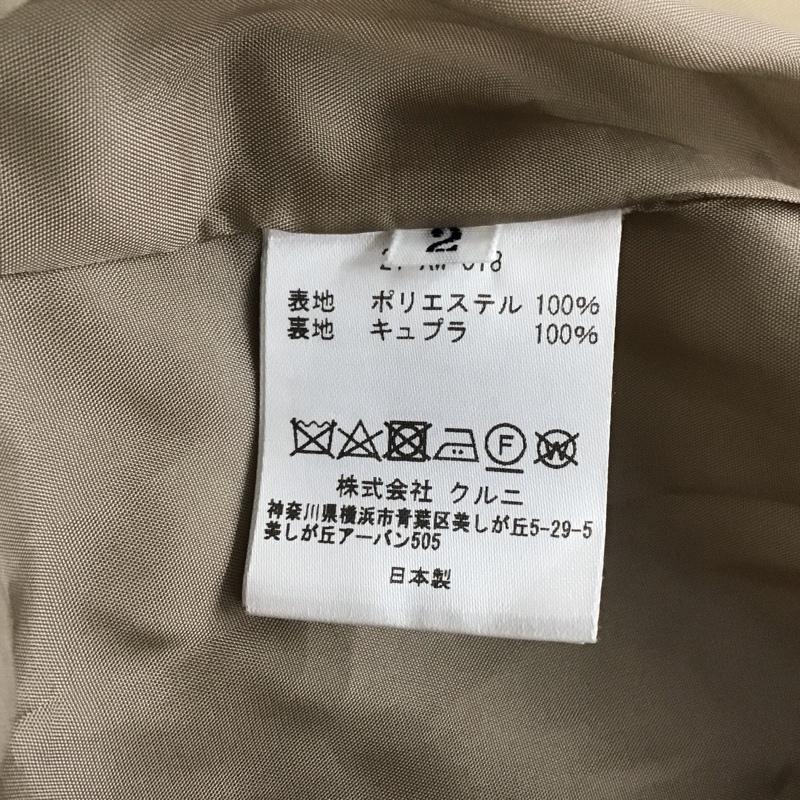 2
表地 ポリエステル 100%
裏地 キュプラ 100%
F W
株式会社 クルニ
神奈川県横浜市青葉区美しが丘5-29-5
美しが丘アーバン505
日本製